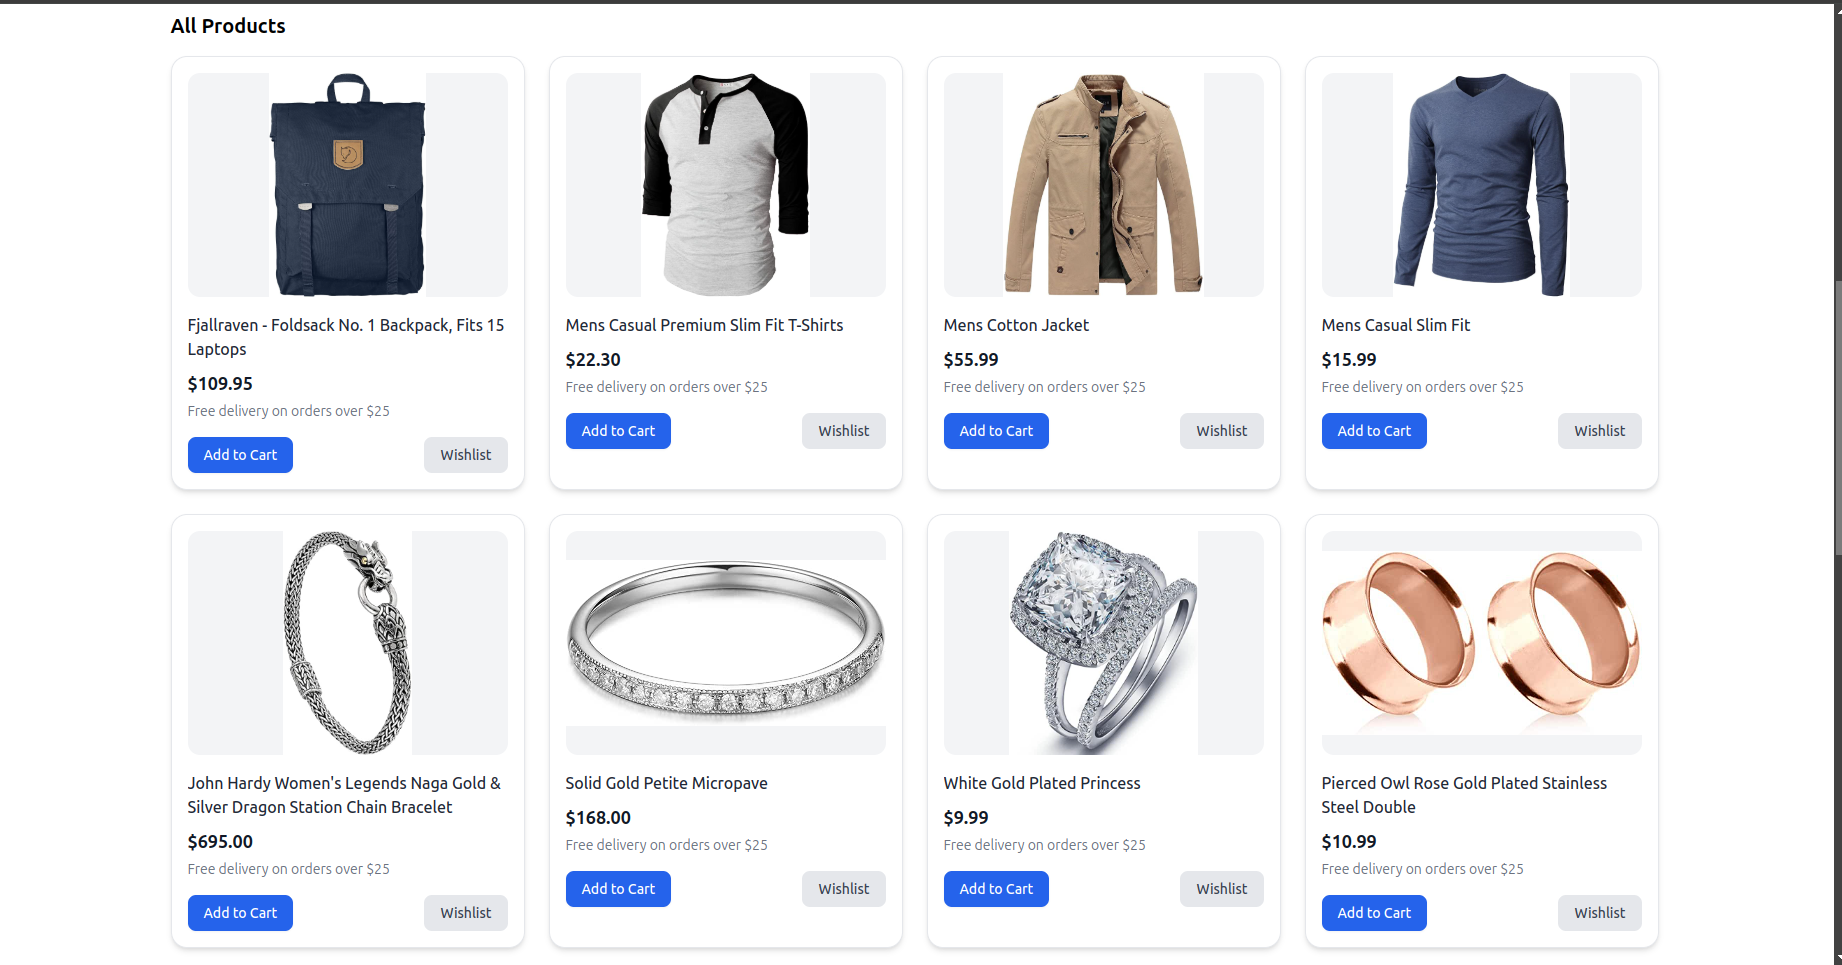 All Products
Fjallraven - Foldsack No. 1 Backpack, Fits 15
Laptops
$109.95
Free delivery on orders over $25
Add to Cart
Wishlist
Mens Casual Premium Slim Fit T-Shirts
$22.30
Free delivery on orders over $25
Add to Cart
Wishlist
Mens Cotton Jacket
$55.99
Free delivery on orders over $25
Add to Cart
Wishlist
Mens Casual Slim Fit
$15.99
Free delivery on orders over $25
Add to Cart
Wishlist
John Hardy Women's Legends Naga Gold &
Silver Dragon Station Chain Bracelet
$695.00
Free delivery on orders over $25
Add to Cart
Wishlist
Solid Gold Petite Micropave
$168.00
Free delivery on orders over $25
Add to Cart
Wishlist
White Gold Plated Princess
$9.99
Free delivery on orders over $25
Add to Cart
Wishlist
Pierced Owl Rose Gold Plated Stainless
Steel Double
$10.99
Free delivery on orders over $25
Add to Cart
Wishlist